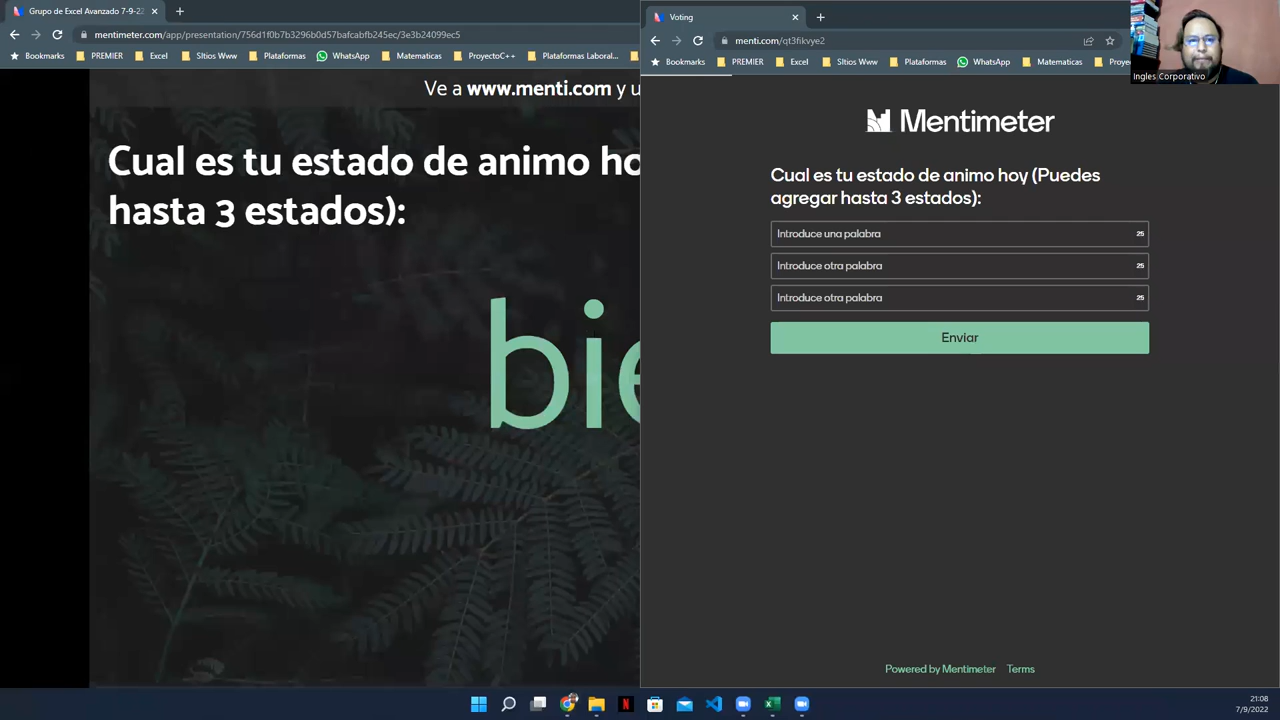 Grupo de Excel Avanzado 7-9-22
mentimeter.com/app/presentation/756d1f0b7b3296b0d57bafcabfb245ec/3e3b24099ec5
Bookmarks PREMIER Excel SItios Www Plataformas WhatsApp Matematicas ProyectoC++ Plataformas Laboral...
Ve a www.menti.com y u
Cual es tu estado de animo ho
hasta 3 estados):
bie
Voting
menti.com/qt3fikvye2
Bookmarks PREMIER Excel SItios Www Plataformas WhatsApp Matematicas Proye
Ingles Corporativo
Mentimeter
Cual es tu estado de animo hoy (Puedes
agregar hasta 3 estados):
Introduce una palabra 25
Introduce otra palabra 25
Introduce otra palabra 25
Enviar
Powered by Mentimeter Terms
21:08
7/9/2022